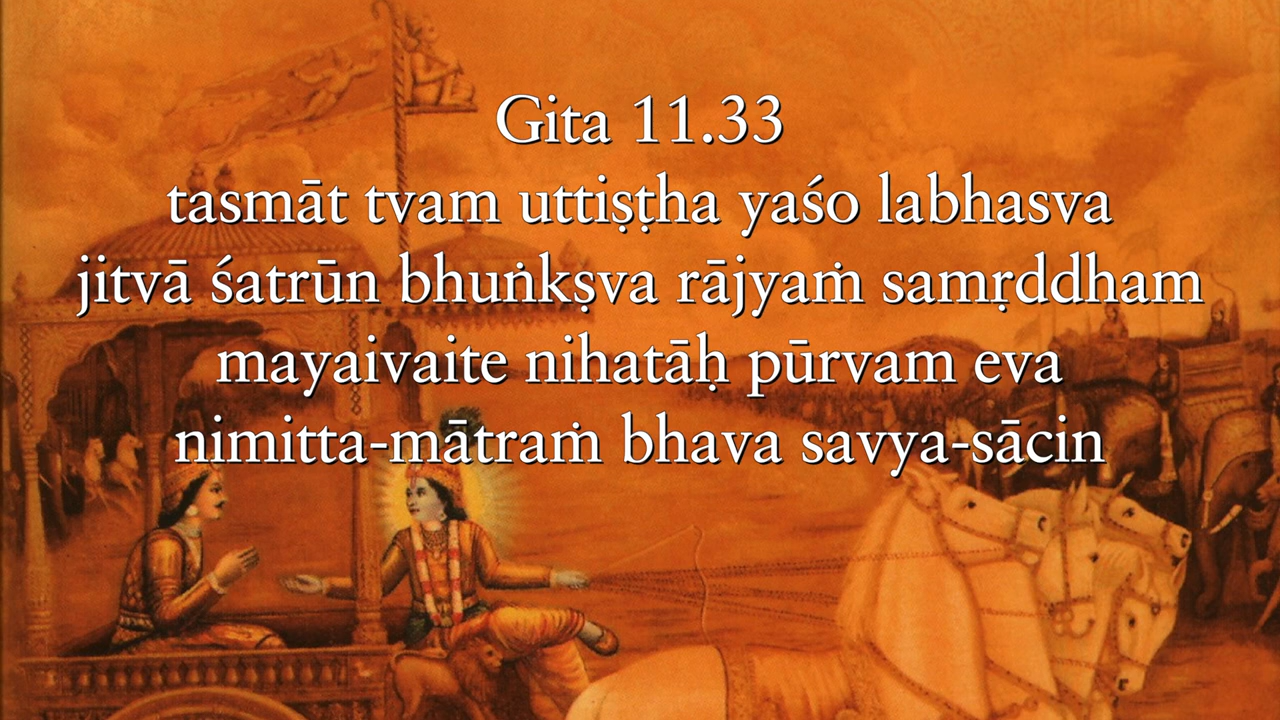 Gita 11.33
tasmāt tvam uttiṣṭha yaśo labhasva
jitvā śatrūn bhuṅkṣva rājyaṁ samṛddham
mayaivaite nihatāḥ pūrvam eva
nimitta-mātraṁ bhava savya-sācin